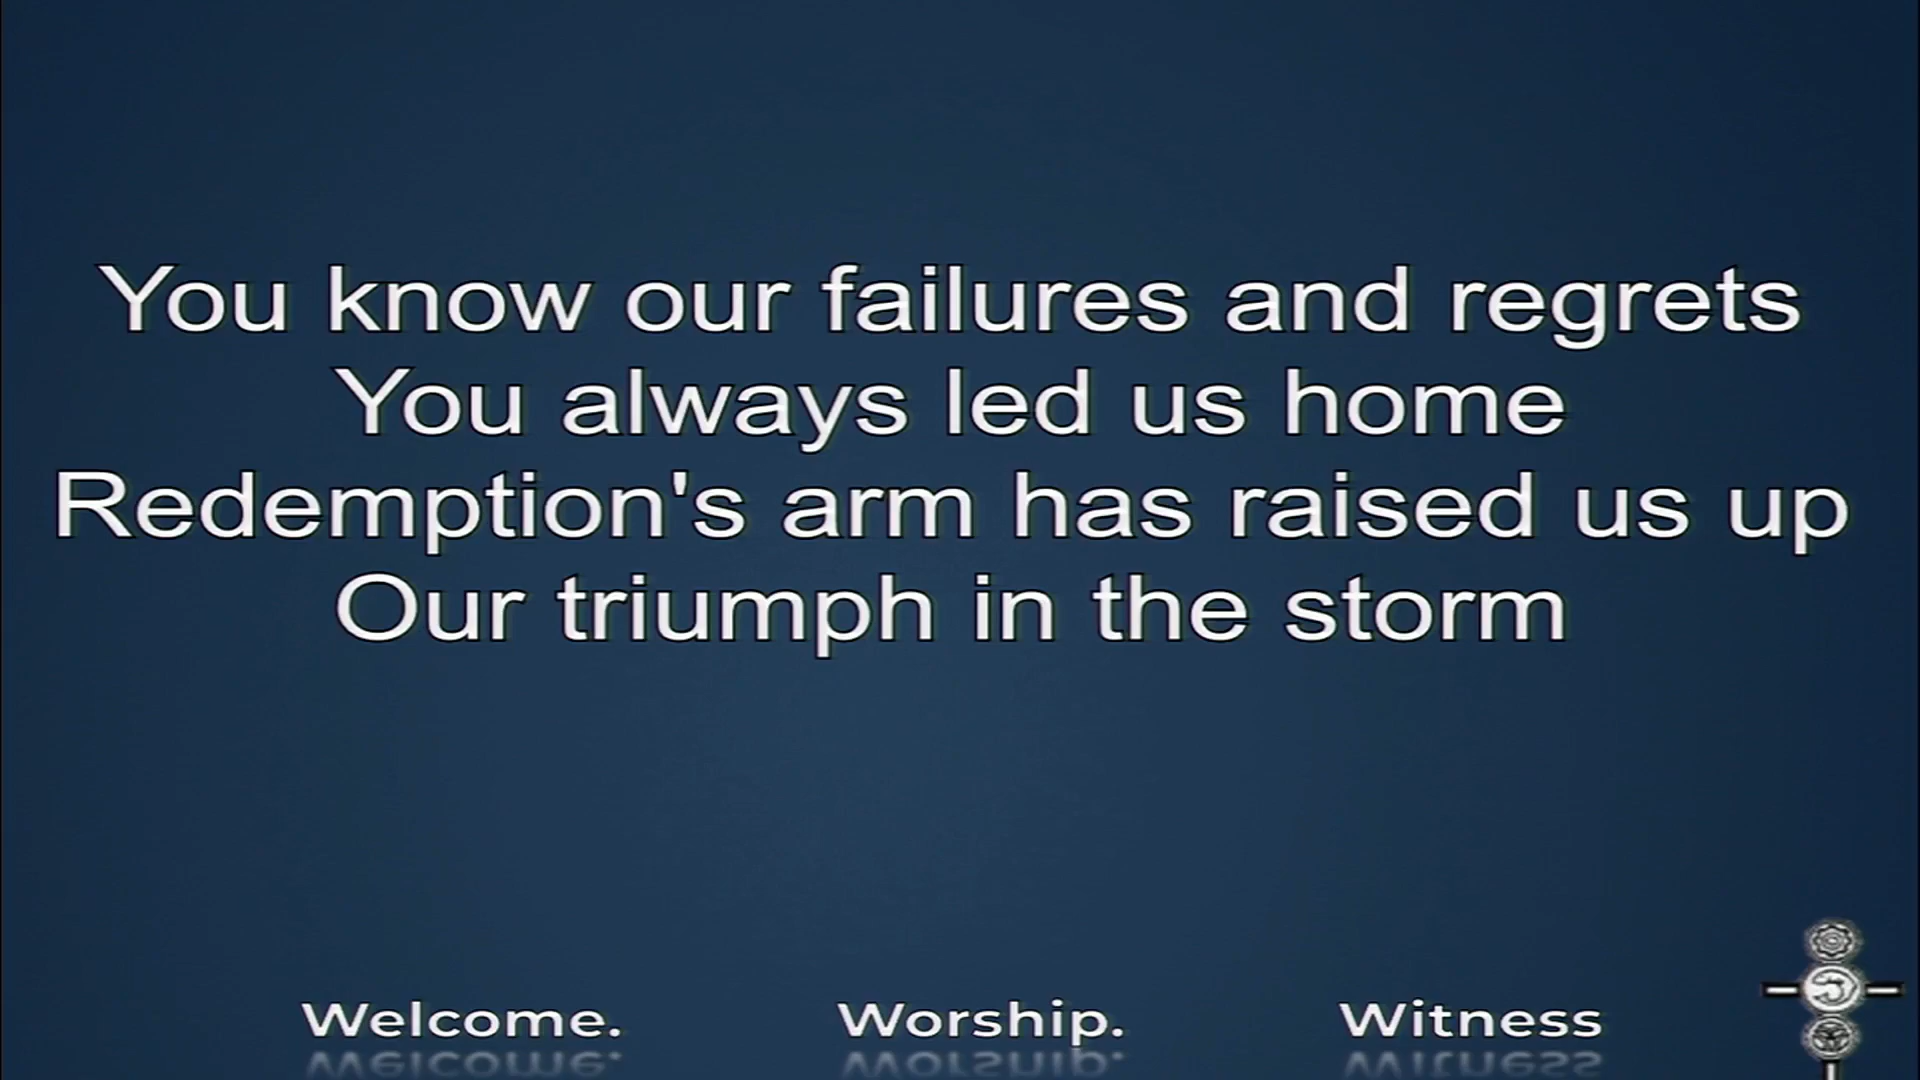 You know our failures and regrets
You always led us home
Redemption's arm has raised us up
Our triumph in the storm
Welcome. Worship. Witness